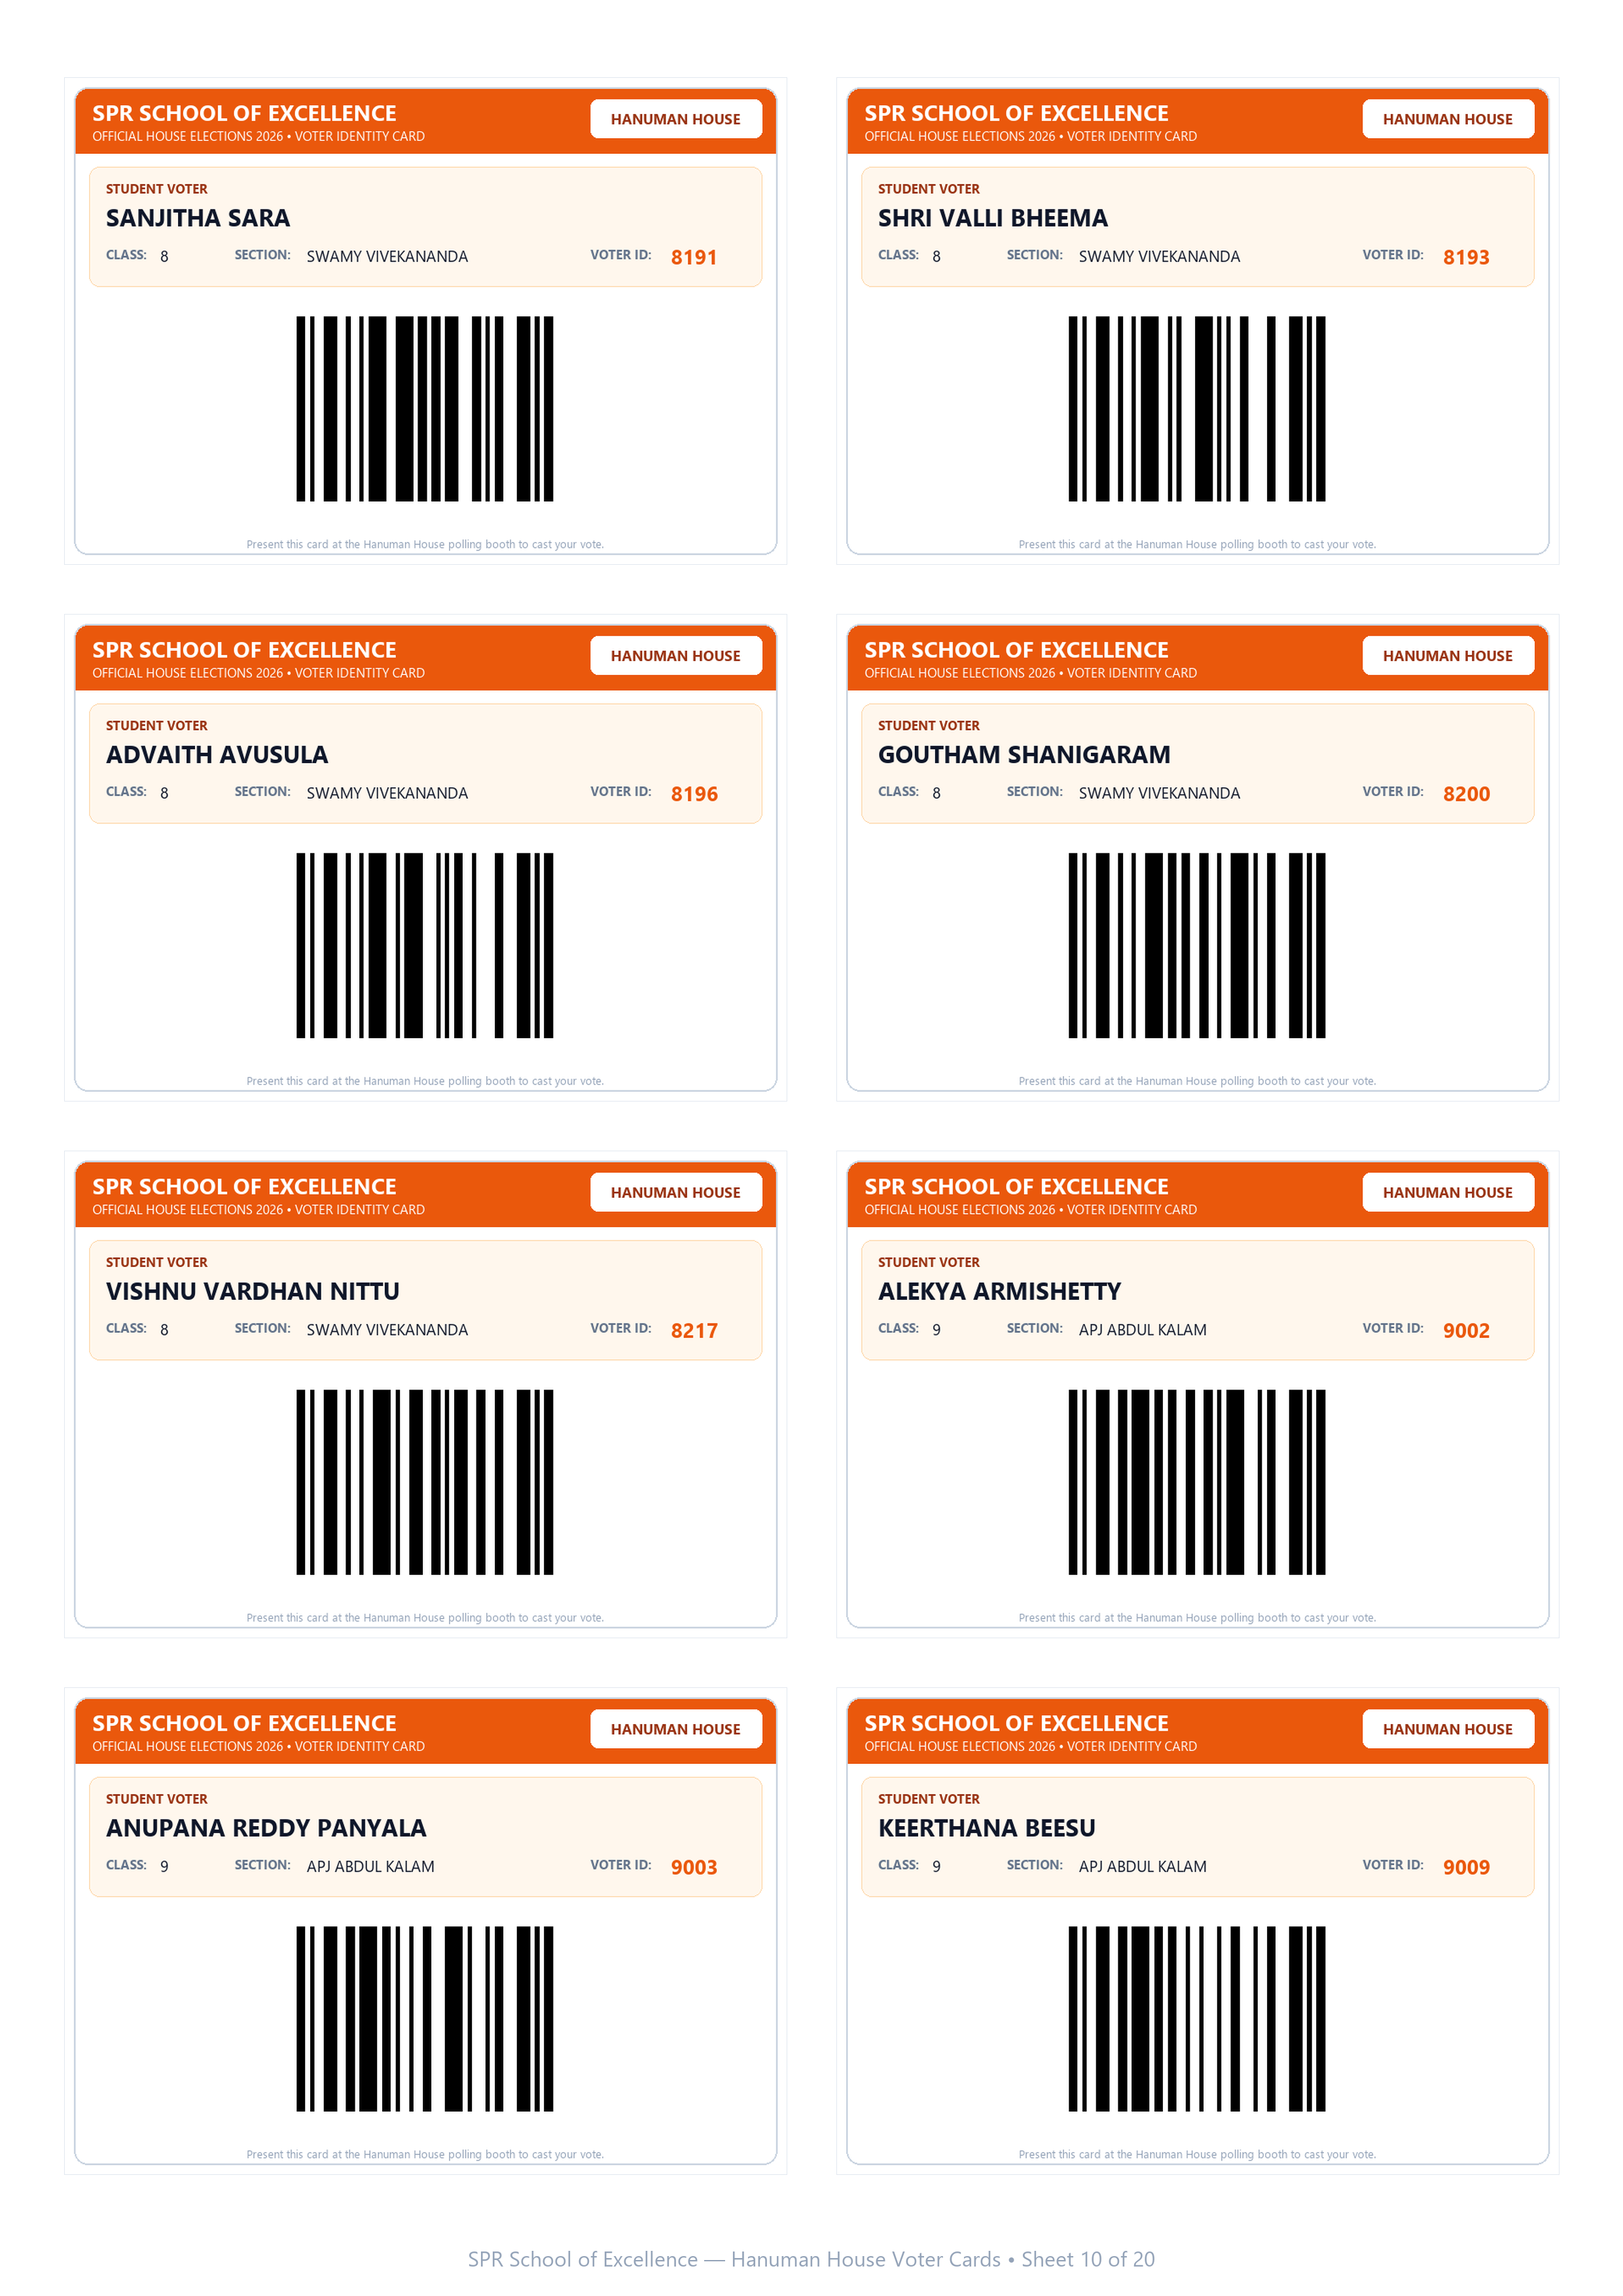 SPR SCHOOL OF EXCELLENCE
OFFICIAL HOUSE ELECTIONS 2026 • VOTER IDENTITY CARD
HANUMAN HOUSE
STUDENT VOTER
SANJITHA SARA
CLASS: 8 SECTION: SWAMY VIVEKANANDA VOTER ID: 8191
Present this card at the Hanuman House polling booth to cast your vote.
SPR SCHOOL OF EXCELLENCE
OFFICIAL HOUSE ELECTIONS 2026 • VOTER IDENTITY CARD
HANUMAN HOUSE
STUDENT VOTER
SHRI VALLI BHEEMA
CLASS: 8 SECTION: SWAMY VIVEKANANDA VOTER ID: 8193
Present this card at the Hanuman House polling booth to cast your vote.
SPR SCHOOL OF EXCELLENCE
OFFICIAL HOUSE ELECTIONS 2026 • VOTER IDENTITY CARD
HANUMAN HOUSE
STUDENT VOTER
ADVAITH AVUSULA
CLASS: 8 SECTION: SWAMY VIVEKANANDA VOTER ID: 8196
Present this card at the Hanuman House polling booth to cast your vote.
SPR SCHOOL OF EXCELLENCE
OFFICIAL HOUSE ELECTIONS 2026 • VOTER IDENTITY CARD
HANUMAN HOUSE
STUDENT VOTER
GOUTHAM SHANIGARAM
CLASS: 8 SECTION: SWAMY VIVEKANANDA VOTER ID: 8200
Present this card at the Hanuman House polling booth to cast your vote.
SPR SCHOOL OF EXCELLENCE
OFFICIAL HOUSE ELECTIONS 2026 • VOTER IDENTITY CARD
HANUMAN HOUSE
STUDENT VOTER
VISHNU VARDHAN NITTU
CLASS: 8 SECTION: SWAMY VIVEKANANDA VOTER ID: 8217
Present this card at the Hanuman House polling booth to cast your vote.
SPR SCHOOL OF EXCELLENCE
OFFICIAL HOUSE ELECTIONS 2026 • VOTER IDENTITY CARD
HANUMAN HOUSE
STUDENT VOTER
ALEKYA ARMISHETTY
CLASS: 9 SECTION: APJ ABDUL KALAM VOTER ID: 9002
Present this card at the Hanuman House polling booth to cast your vote.
SPR SCHOOL OF EXCELLENCE
OFFICIAL HOUSE ELECTIONS 2026 • VOTER IDENTITY CARD
HANUMAN HOUSE
STUDENT VOTER
ANUPANA REDDY PANYALA
CLASS: 9 SECTION: APJ ABDUL KALAM VOTER ID: 9003
Present this card at the Hanuman House polling booth to cast your vote.
SPR SCHOOL OF EXCELLENCE
OFFICIAL HOUSE ELECTIONS 2026 • VOTER IDENTITY CARD
HANUMAN HOUSE
STUDENT VOTER
KEERTHANA BEESU
CLASS: 9 SECTION: APJ ABDUL KALAM VOTER ID: 9009
Present this card at the Hanuman House polling booth to cast your vote.
SPR School of Excellence — Hanuman House Voter Cards • Sheet 10 of 20